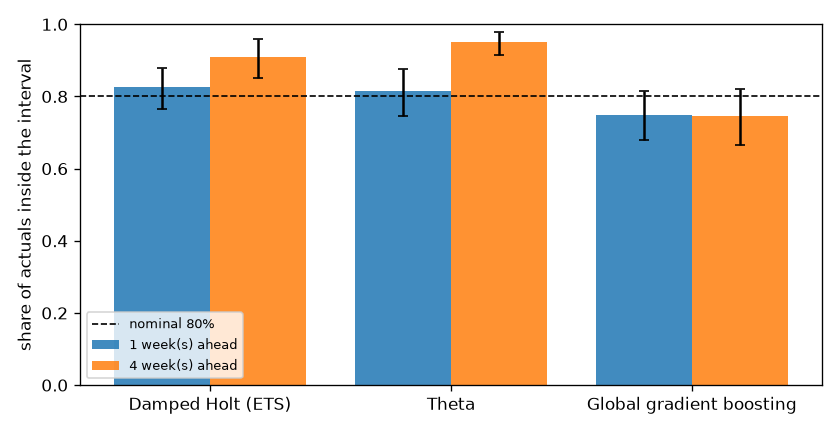 share of actuals inside the interval
1.0
0.8
0.6
0.4
0.2
0.0
nominal 80%
1 week(s) ahead
4 week(s) ahead
Damped Holt (ETS)
Theta
Global gradient boosting